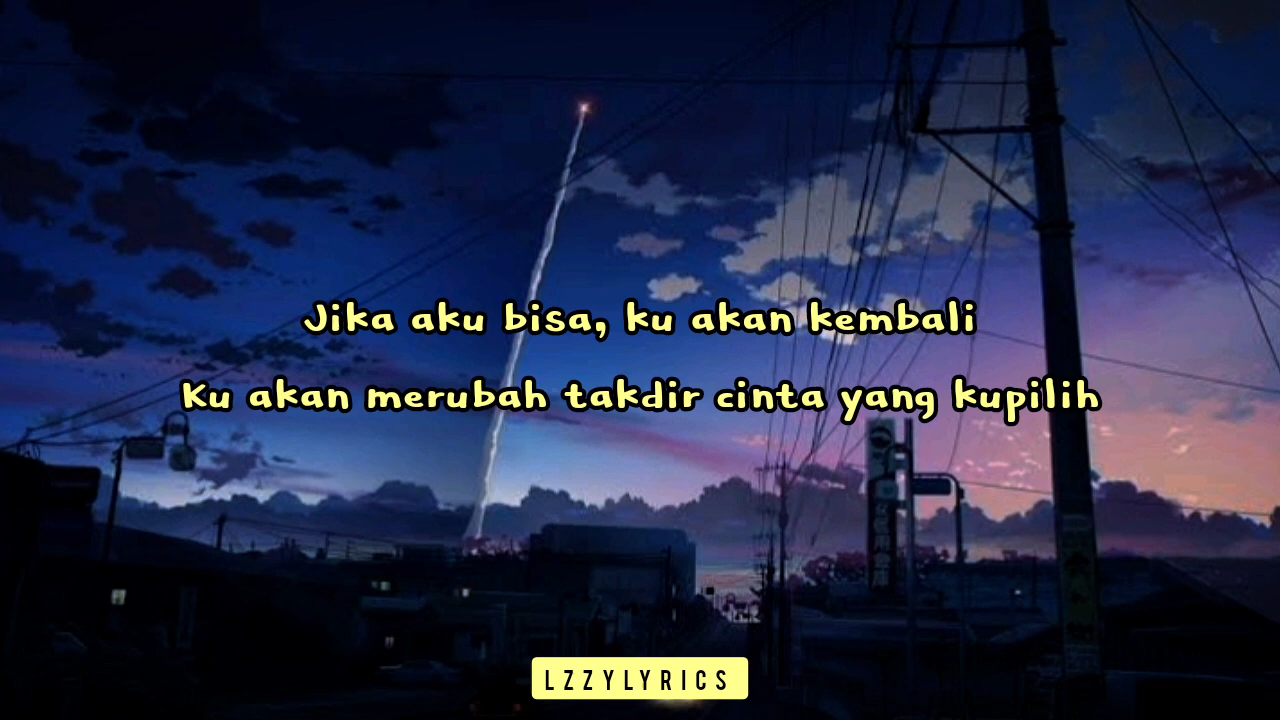 Jika aku bisa, ku akan kembali
Ku akan merubah takdir cinta yang kupilih
LZZYLYRICS